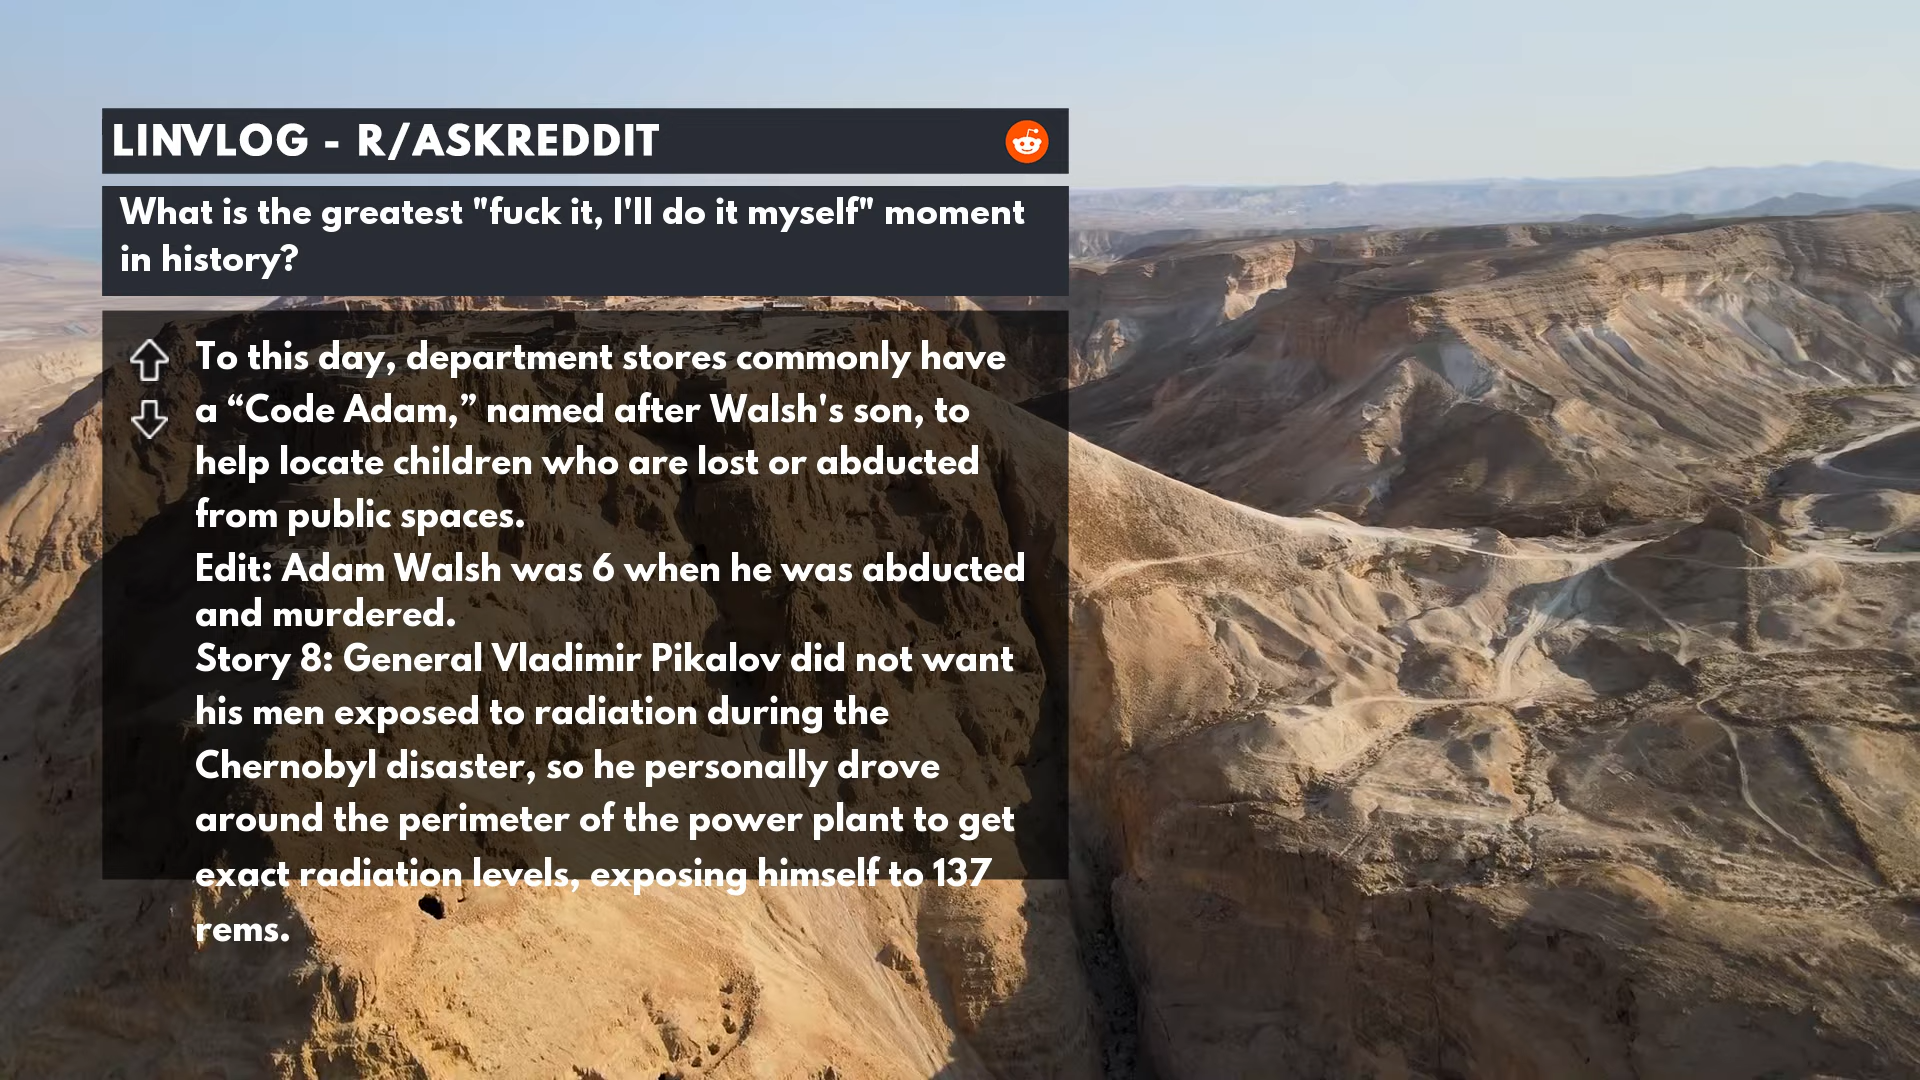 LINVLOG - R/ASKREDDIT
What is the greatest "fuck it, I'll do it myself" moment
in history?
To this day, department stores commonly have
a “Code Adam,” named after Walsh's son, to
help locate children who are lost or abducted
from public spaces.
Edit: Adam Walsh was 6 when he was abducted
and murdered.
Story 8: General Vladimir Pikalov did not want
his men exposed to radiation during the
Chernobyl disaster, so he personally drove
around the perimeter of the power plant to get
exact radiation levels, exposing himself to 137
rems.